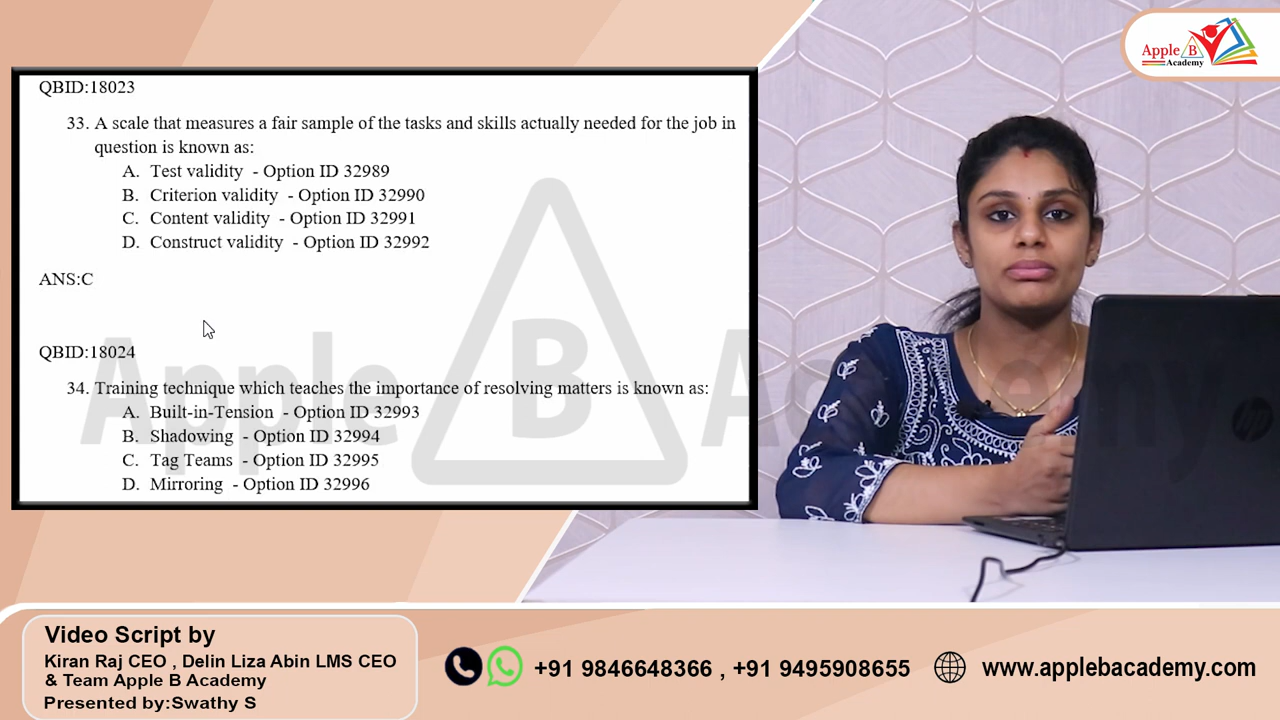 Apple B
Academy
QBID:18023
33. A scale that measures a fair sample of the tasks and skills actually needed for the job in
question is known as:
A. Test validity - Option ID 32989
B. Criterion validity - Option ID 32990
C. Content validity - Option ID 32991
D. Construct validity - Option ID 32992
ANS:C
QBID:18024
34. Training technique which teaches the importance of resolving matters is known as:
A. Built-in-Tension - Option ID 32993
B. Shadowing - Option ID 32994
C. Tag Teams - Option ID 32995
D. Mirroring - Option ID 32996
Apple B Academy
hp
Video Script by
Kiran Raj CEO , Delin Liza Abin LMS CEO
& Team Apple B Academy
Presented by:Swathy S
+91 9846648366 , +91 9495908655
www.applebacademy.com